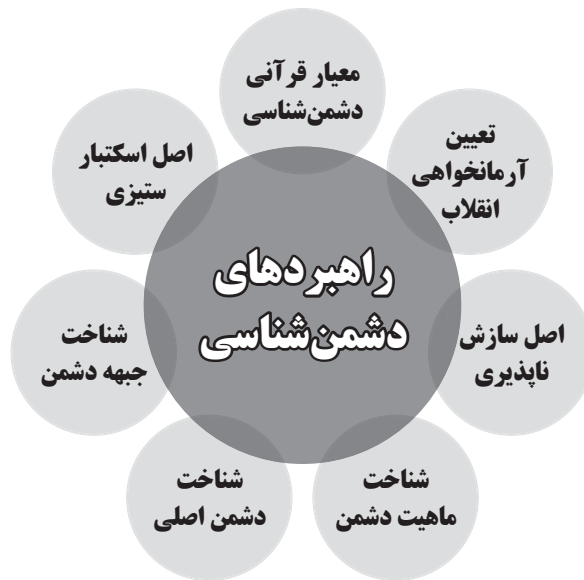 راهبردهای
دشمن‌شناسی
معیار قرآنی
دشمن‌شناسی
تعیین
آرمانخواهی
انقلاب
اصل سازش
ناپذیری
شناخت
ماهیت دشمن
شناخت
دشمن اصلی
شناخت
جبهه دشمن
اصل اسکتبار
ستیزی